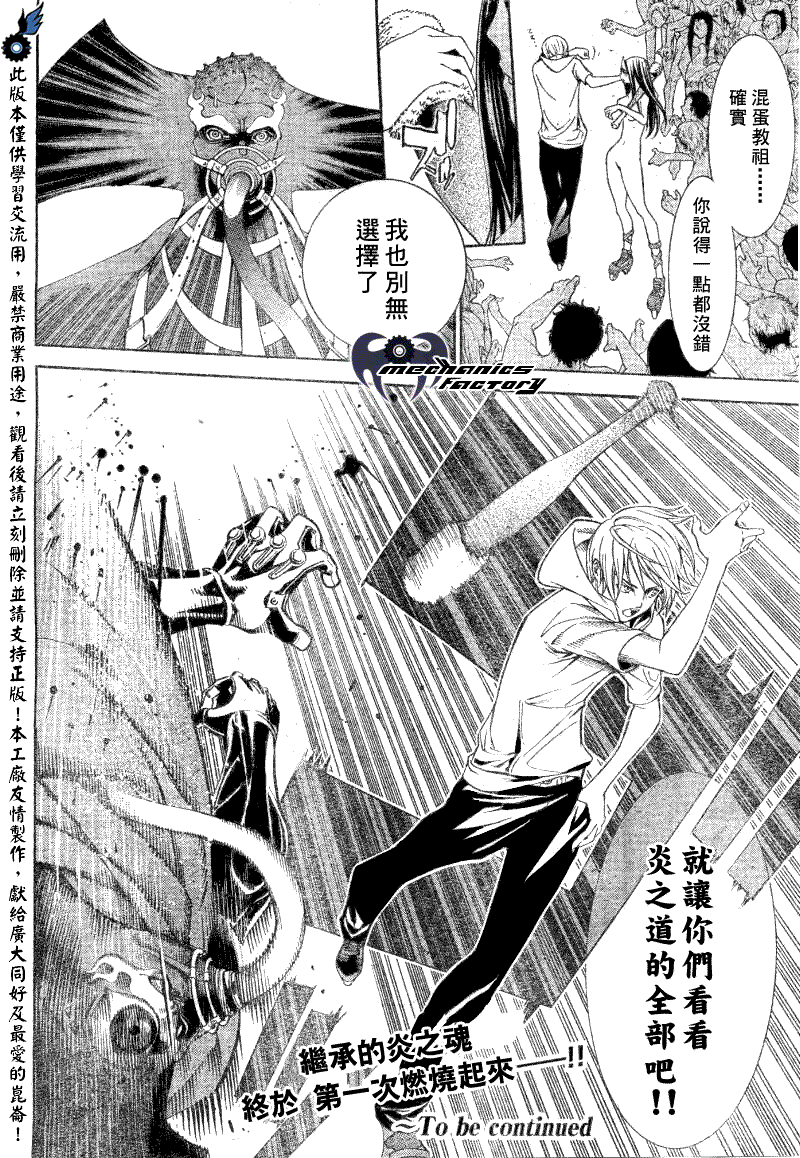 混蛋教祖……
確實
你說得一點都沒錯
我也別無
選擇了
mechanics
factory
就讓你們看看
炎之道的全部吧!!
繼承的炎之魂
終於 第一次燃燒起來——!!
~To be continued
此版本僅供學習交流用，嚴禁商業用途，觀看後請立刻刪除並請支持正版！本工廠友情製作，獻給廣大同好及最愛的崑崙！